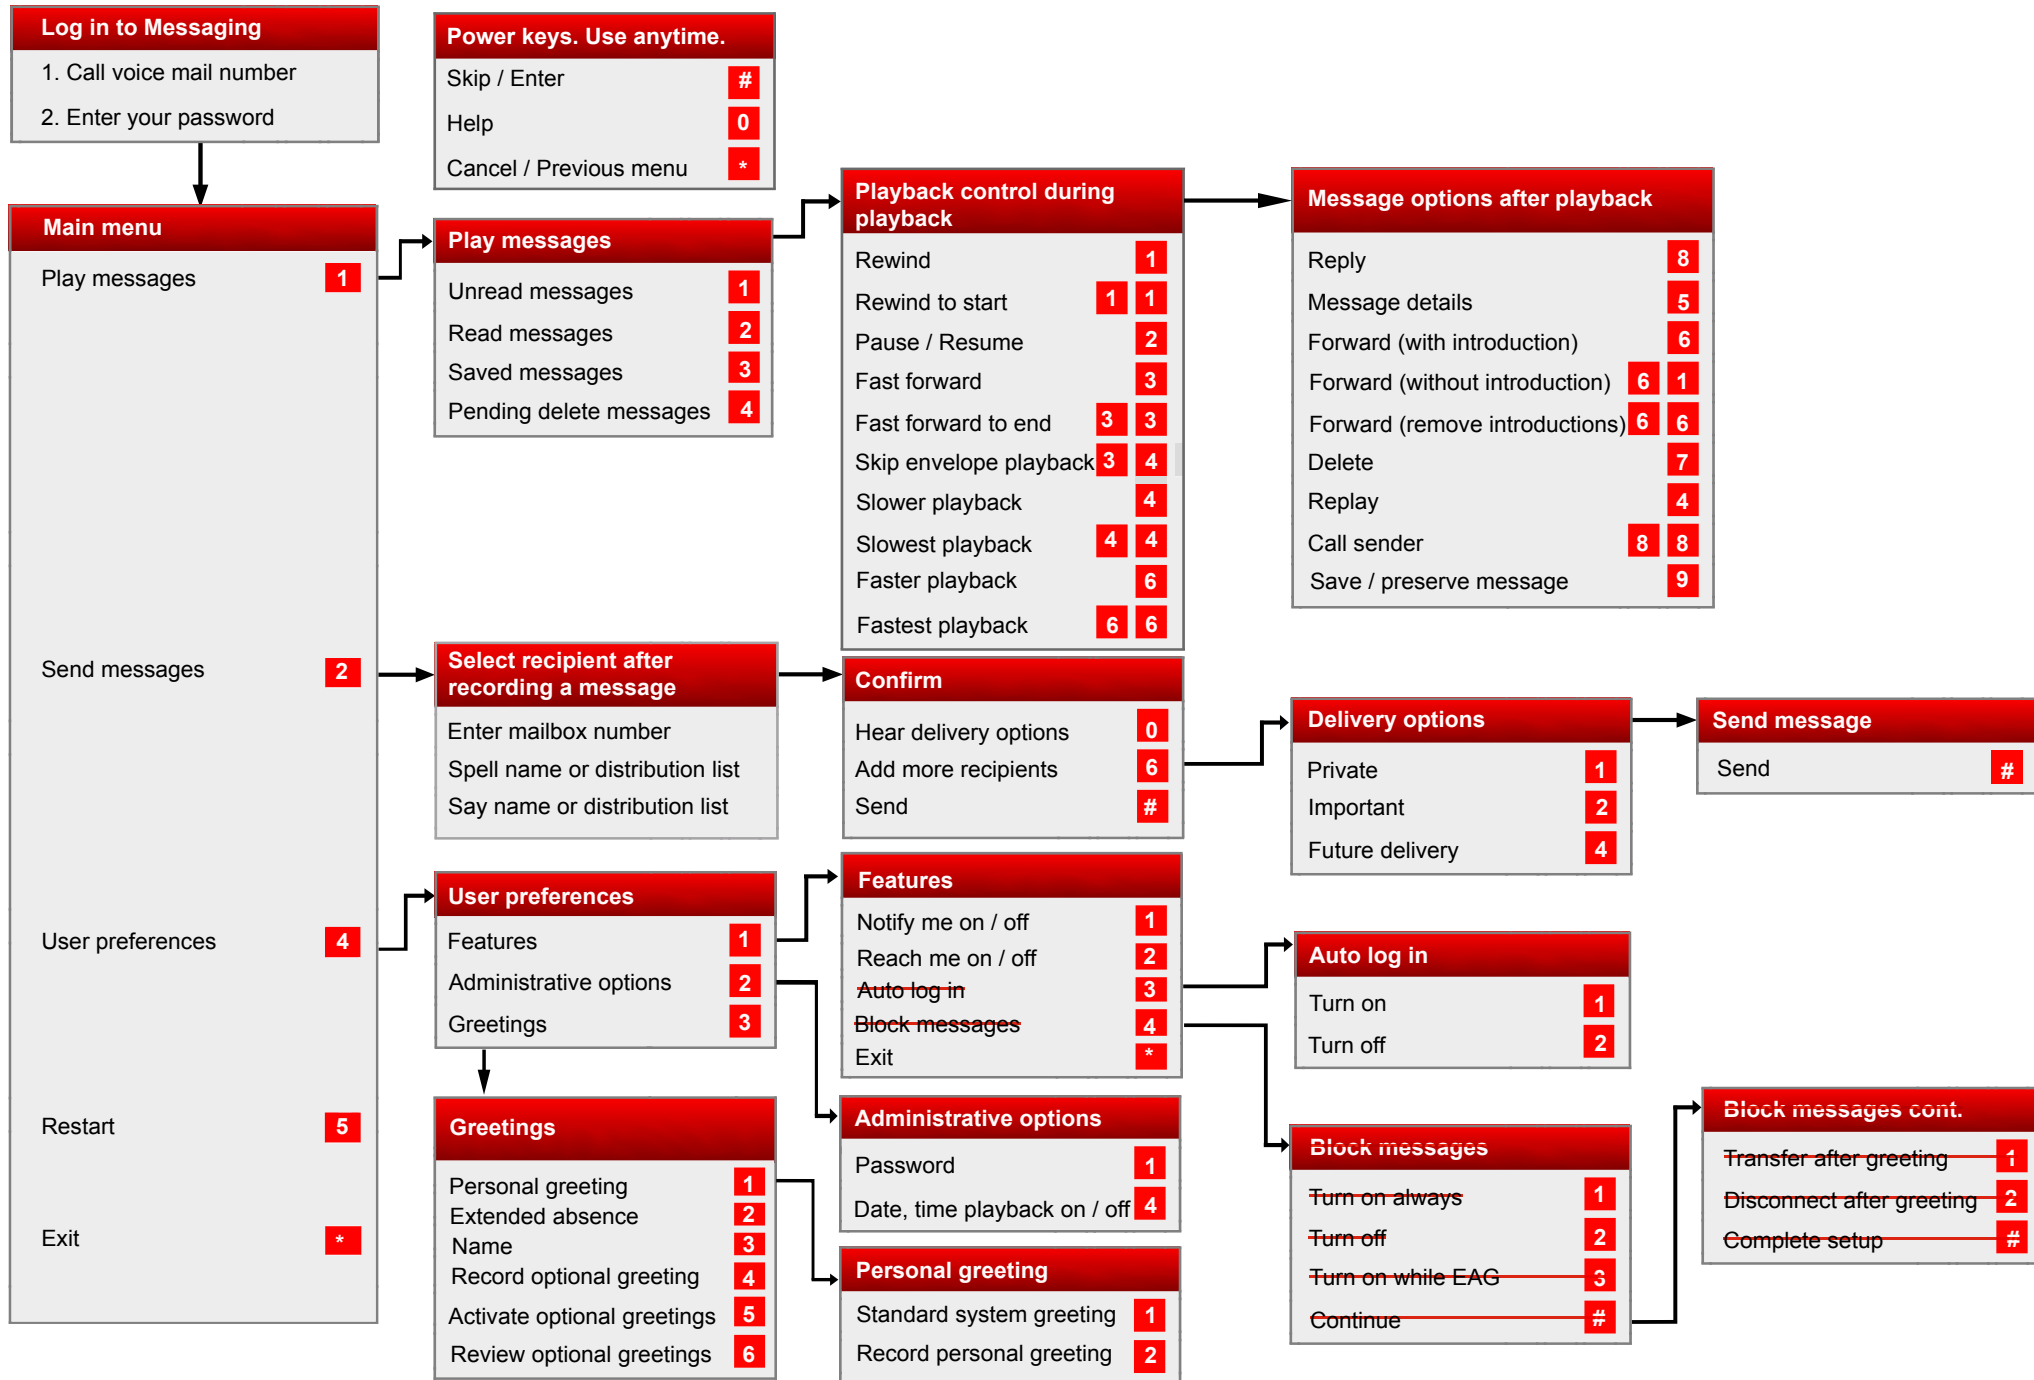 Log in to Messaging
1. Call voice mail number
2. Enter your password
Power keys. Use anytime.
Skip / Enter #
Help 0
Cancel / Previous menu *
Main menu
Play messages 1
Send messages 2
User preferences 4
Restart 5
Exit *
Play messages
Unread messages 1
Read messages 2
Saved messages 3
Pending delete messages 4
Playback control during
playback
Rewind 1
Rewind to start 1 1
Pause / Resume 2
Fast forward 3
Fast forward to end 3 3
Skip envelope playback 3 4
Slower playback 4
Slowest playback 4 4
Faster playback 6
Fastest playback 6 6
Message options after playback
Reply 8
Message details 5
Forward (with introduction) 6
Forward (without introduction) 6 1
Forward (remove introductions) 6 6
Delete 7
Replay 4
Call sender 8 8
Save / preserve message 9
Select recipient after
recording a message
Enter mailbox number
Spell name or distribution list
Say name or distribution list
Confirm
Hear delivery options 0
Add more recipients 6
Send #
Delivery options
Private 1
Important 2
Future delivery 4
Send message
Send #
User preferences
Features 1
Administrative options 2
Greetings 3
Features
Notify me on / off 1
Reach me on / off 2
Auto log in 3
Block messages 4
Exit *
Auto log in
Turn on 1
Turn off 2
Greetings
Personal greeting 1
Extended absence 2
Name 3
Record optional greeting 4
Activate optional greetings 5
Review optional greetings 6
Administrative options
Password 1
Date, time playback on / off 4
Personal greeting
Standard system greeting 1
Record personal greeting 2
Block messages
Turn on always 1
Turn off 2
Turn on while EAG 3
Continue #
Block messages cont.
Transfer after greeting 1
Disconnect after greeting 2
Complete setup #